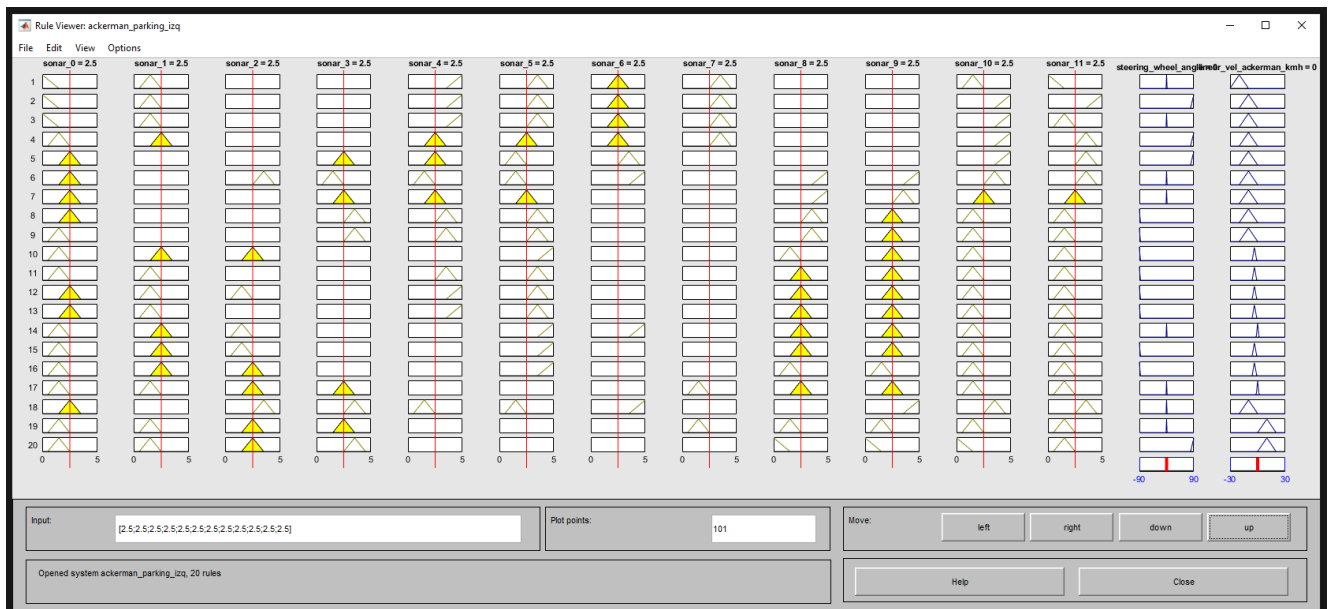 Rule Viewer: ackerman_parking_izq
File Edit View Options
sonar_0 = 2.5 sonar_1 = 2.5 sonar_2 = 2.5 sonar_3 = 2.5 sonar_4 = 2.5 sonar_5 = 2.5 sonar_6 = 2.5 sonar_7 = 2.5 sonar_8 = 2.5 sonar_9 = 2.5 sonar_10 = 2.5 sonar_11 = 2.5 steering_wheel_angle r_vel_ackerman_kmh = 0
1
2
3
4
5
6
7
8
9
10
11
12
13
14
15
16
17
18
19
20
0 5 0 5 0 5 0 5 0 5 0 5 0 5 0 5 0 5 0 5 0 5 0 5
-90 90 -30 30
Input: [2.5;2.5;2.5;2.5;2.5;2.5;2.5;2.5;2.5;2.5;2.5;2.5] Plot points: 101 Move: left right down up
Opened system ackerman_parking_izq, 20 rules Help Close